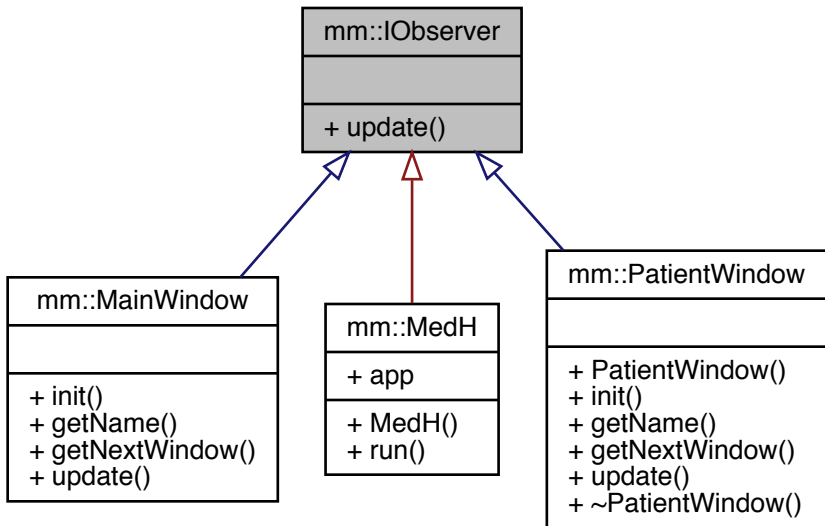 mm::IObserver
+ update()
mm::MainWindow
+ init()
+ getName()
+ getNextWindow()
+ update()
mm::MedH
+ app
+ MedH()
+ run()
mm::PatientWindow
+ PatientWindow()
+ init()
+ getName()
+ getNextWindow()
+ update()
+ ~PatientWindow()